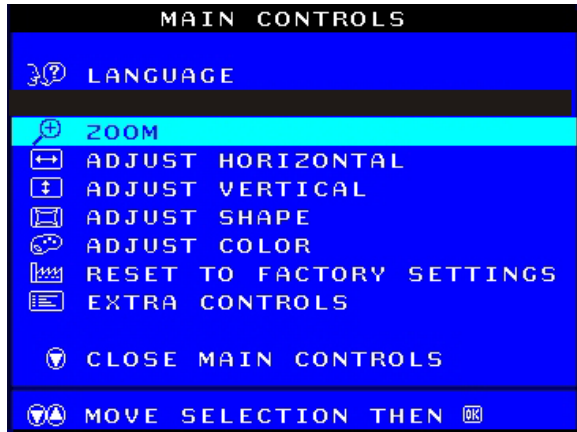 MAIN CONTROLS
LANGUAGE
ZOOM
ADJUST HORIZONTAL
ADJUST VERTICAL
ADJUST SHAPE
ADJUST COLOR
RESET TO FACTORY SETTINGS
EXTRA CONTROLS
CLOSE MAIN CONTROLS
MOVE SELECTION THEN OK